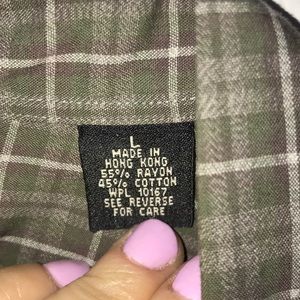 L
MADE IN
HONG KONG
55% RAYON
45% COTTON
WPL 10167
SEE REVERSE
FOR CARE